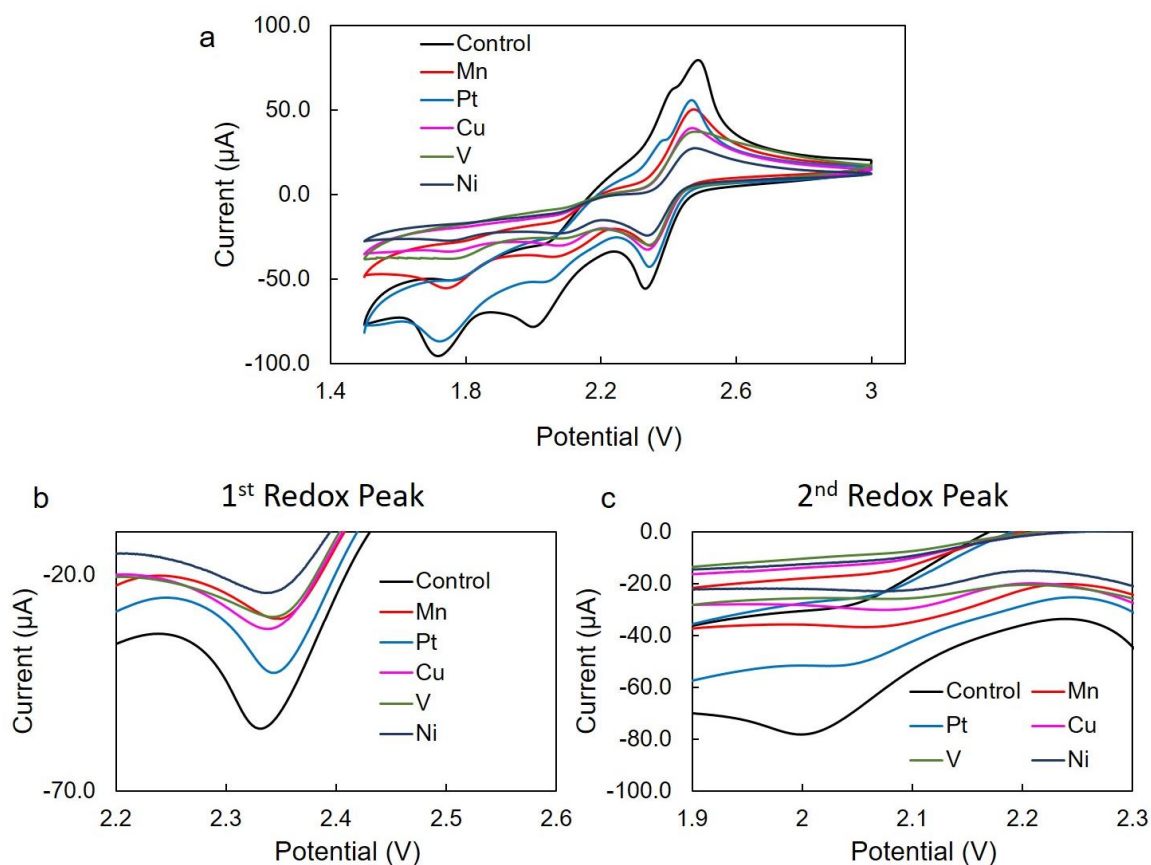 a
100.0
50.0
0.0
-50.0
-100.0
Current (µA)
Control
Mn
Pt
Cu
V
Ni
1.4 1.8 2.2 2.6 3
Potential (V)
b 1st Redox Peak
-20.0
-70.0
Current (µA)
Control
Mn
Pt
Cu
V
Ni
2.2 2.3 2.4 2.5 2.6
Potential (V)
c 2nd Redox Peak
0.0
-20.0
-40.0
-60.0
-80.0
-100.0
Current (µA)
Control Mn
Pt Cu
V Ni
1.9 2 2.1 2.2 2.3
Potential (V)